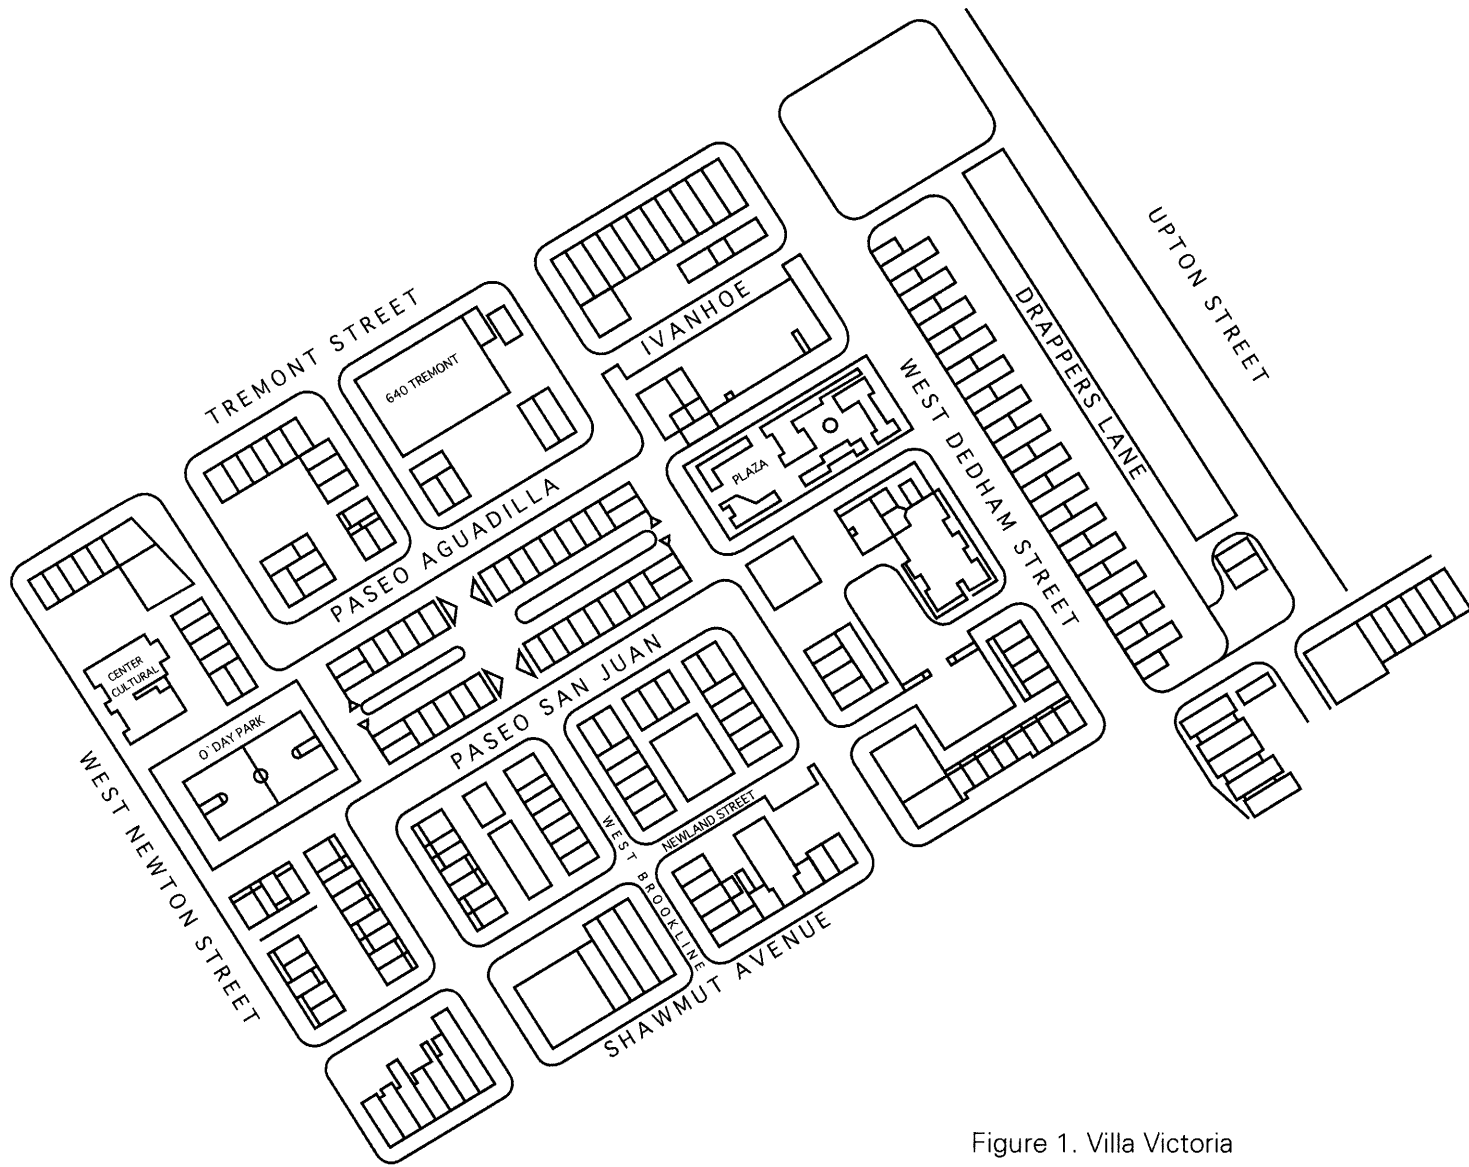 TREMONT STREET
640 TREMONT
IVANHOE
UPTON STREET
DRAPPERS LANE
WEST DEDHAM STREET
PLAZA
PASEO AGUADILLA
CENTER
CULTURAL
O`DAY PARK
PASEO SAN JUAN
WEST NEWTON STREET
NEWLAND STREET
WEST BROOKLINE
SHAWMUT AVENUE
Figure 1. Villa Victoria